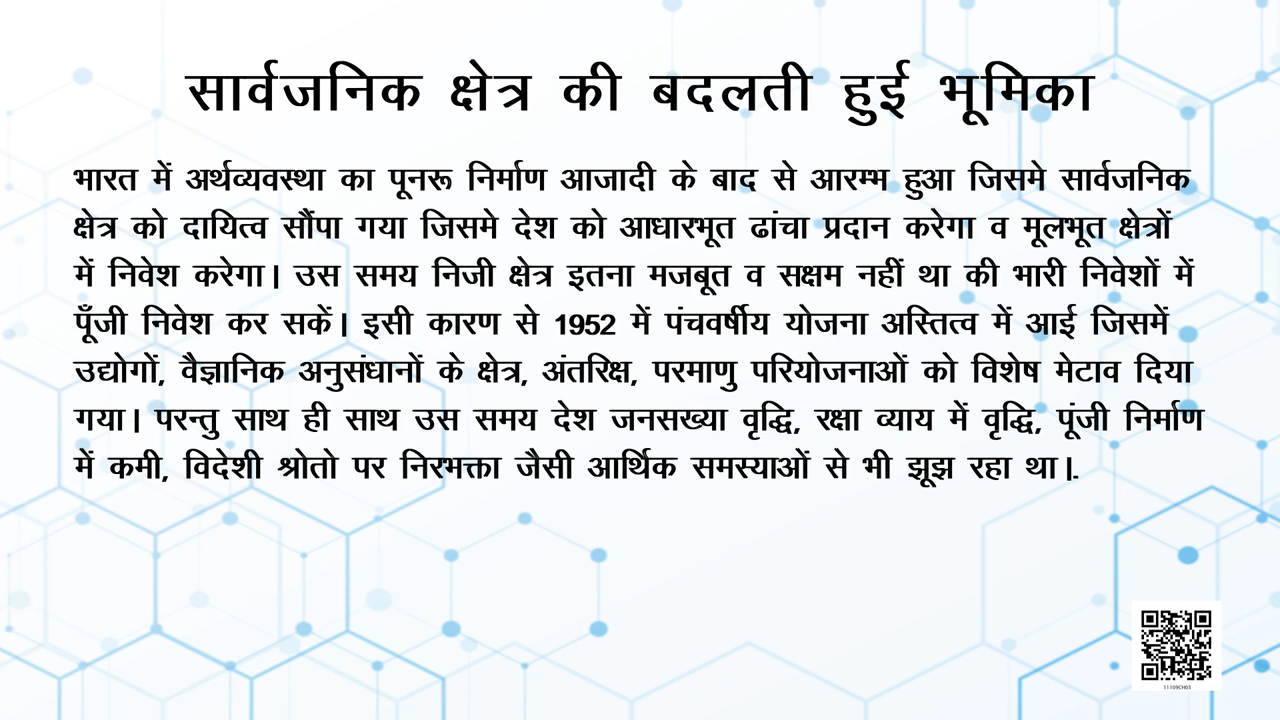 सार्वजनिक क्षेत्र की बदलती हुई भूमिका
भारत में अर्थव्यवस्था का पूनरू निर्माण आजादी के बाद से आरम्भ हुआ जिसमे सार्वजनिक
क्षेत्र को दायित्व सौंपा गया जिसमे देश को आधारभूत ढांचा प्रदान करेगा व मूलभूत क्षेत्रों
में निवेश करेगा। उस समय निजी क्षेत्र इतना मजबूत व सक्षम नहीं था की भारी निवेशों में
पूँजी निवेश कर सकें। इसी कारण से 1952 में पंचवर्षीय योजना अस्तित्व में आई जिसमें
उद्योगों, वैज्ञानिक अनुसंधानों के क्षेत्र, अंतरिक्ष, परमाणु परियोजनाओं को विशेष मेटाव दिया
गया। परन्तु साथ ही साथ उस समय देश जनसख्या वृद्धि, रक्षा व्याय में वृद्धि, पूंजी निर्माण
में कमी, विदेशी श्रोतो पर निरभक्ता जैसी आर्थिक समस्याओं से भी झूझ रहा था।.
11109CH03